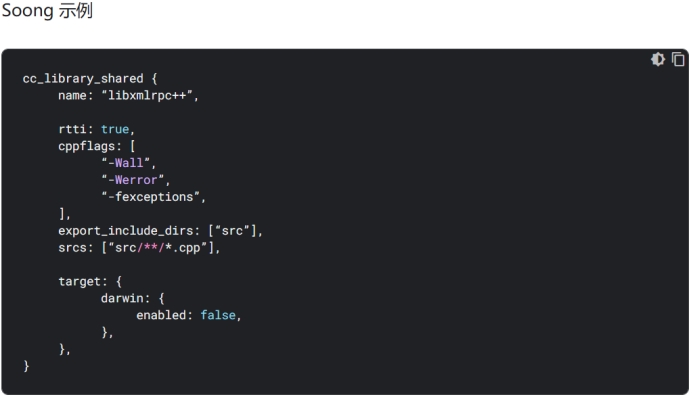 Soong 示例
cc_library_shared {
     name: “libxmlrpc++”,

     rtti: true,
     cppflags: [
           “-Wall”,
           “-Werror”,
           “-fexceptions”,
     ],
     export_include_dirs: [“src”],
     srcs: [“src/**/*.cpp”],

     target: {
           darwin: {
                enabled: false,
           },
     },
}